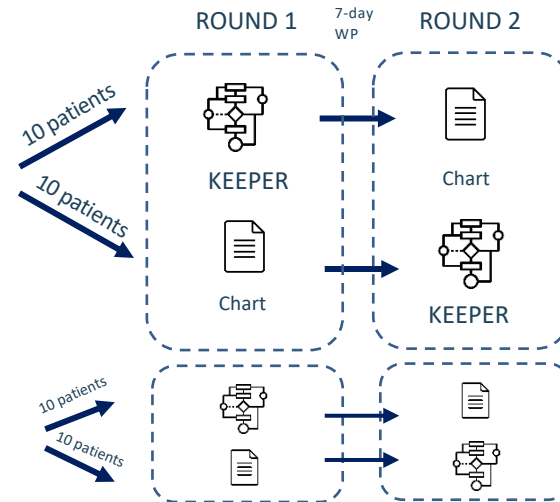 ROUND 1
7-day
WP
ROUND 2
10 patients
KEEPER
Chart
10 patients
Chart
KEEPER
10 patients
10 patients